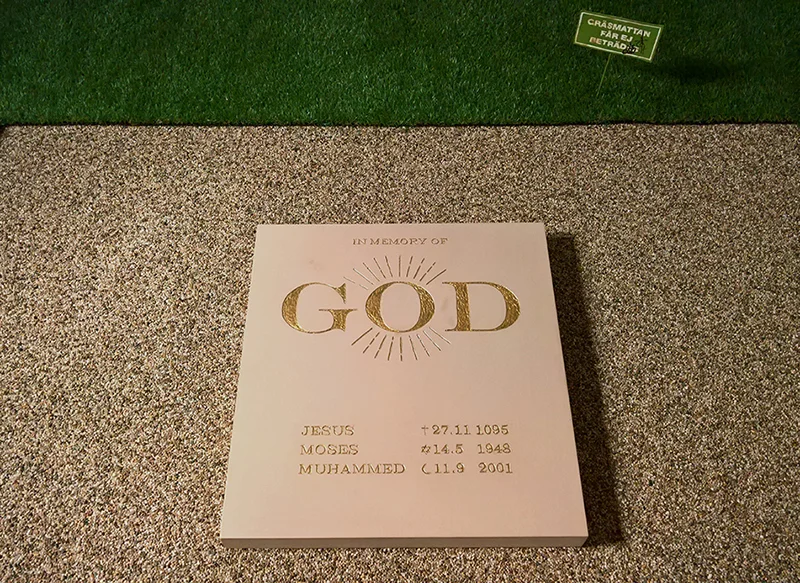 GRÄSMATTAN
FÅR EJ
BETRÄDAS
IN MEMORY OF
GOD
JESUS †27.11 1095
MOSES ✡14.5 1948
MUHAMMED ☾11.9 2001